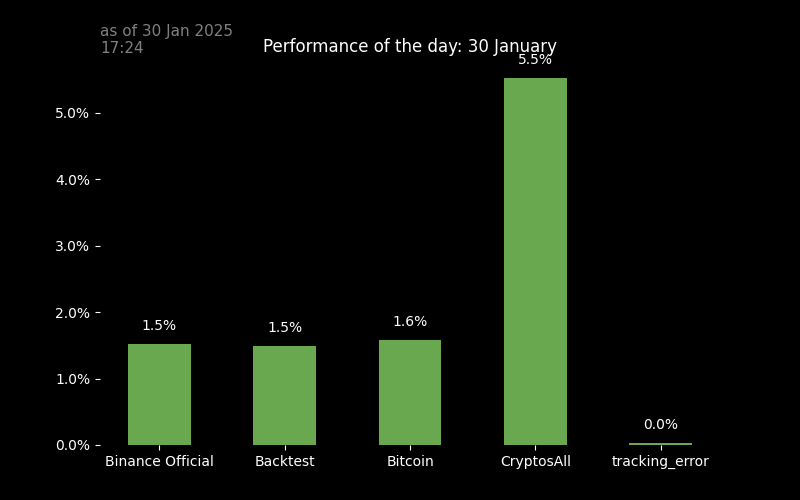 as of 30 Jan 2025
17:24
Performance of the day: 30 January
5.5%
5.0%
4.0%
3.0%
2.0%
1.0%
0.0%
1.5%
1.5%
1.6%
0.0%
Binance Official
Backtest
Bitcoin
CryptosAll
tracking_error